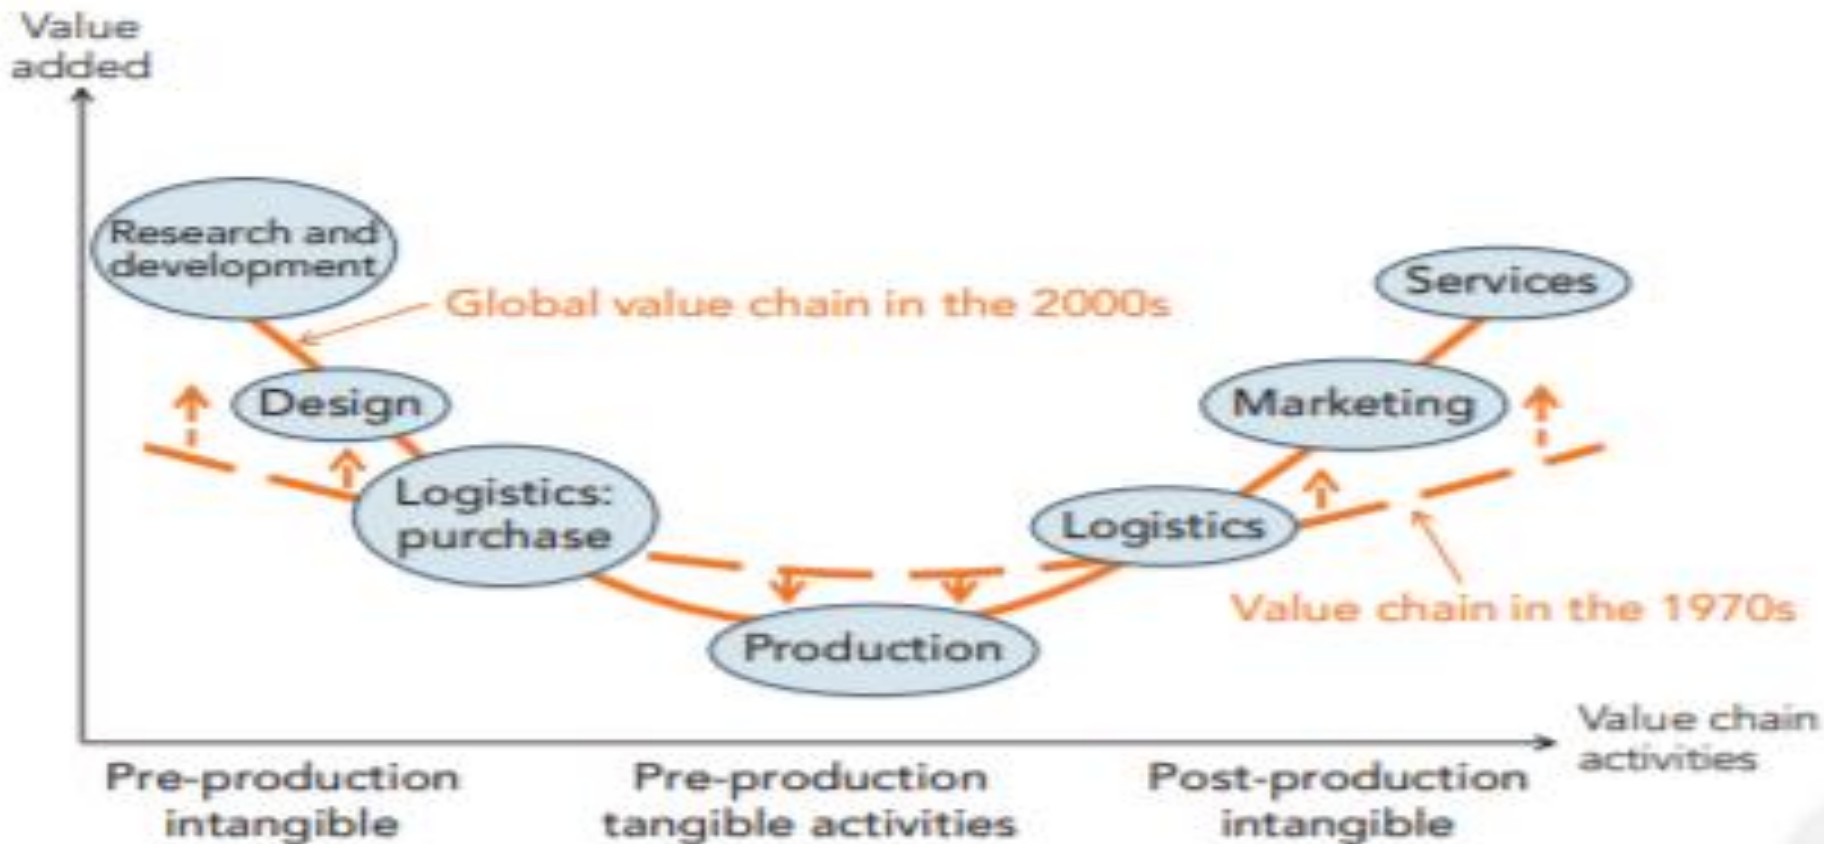 Value
added
Research and
development
Global value chain in the 2000s
Services
Design
Marketing
Logistics:
purchase
Logistics
Value chain in the 1970s
Production
Value chain
activities
Pre-production
intangible
Pre-production
tangible activities
Post-production
intangible